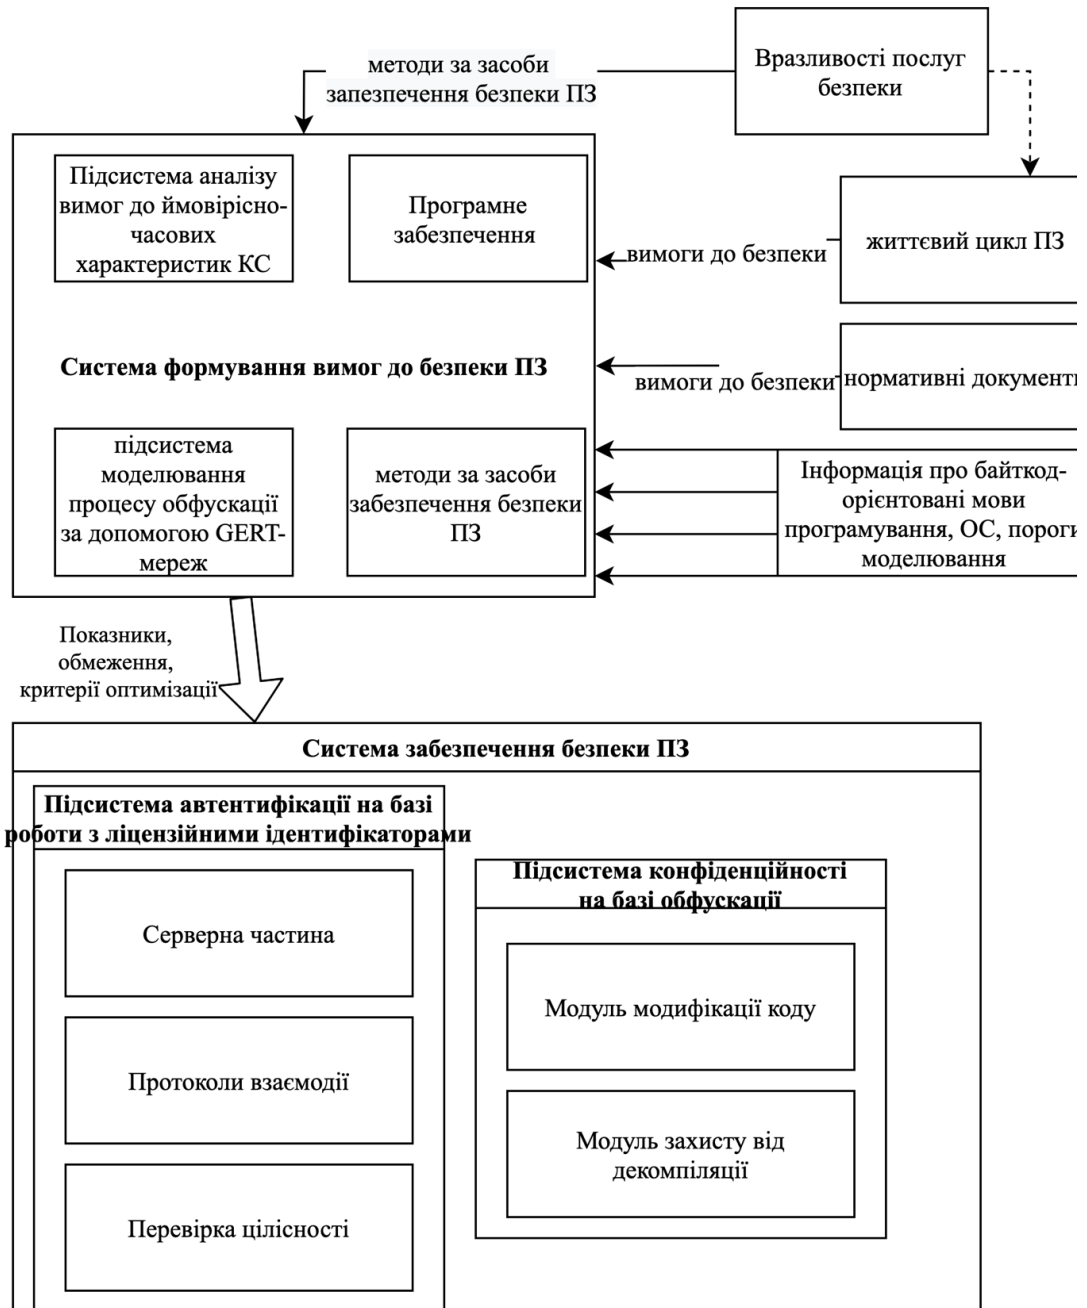 методи за засоби
запезпечення безпеки ПЗ
Вразливості послуг
безпеки
Підсистема аналізу
вимог до ймовірісно-
часових
характеристик КС
Програмне
забезпечення
вимоги до безпеки
життєвий цикл ПЗ
Система формування вимог до безпеки ПЗ
вимоги до безпеки
нормативні документи
підсистема
моделювання
процесу обфускації
за допомогою GERT-
мереж
методи за засоби
забезпечення безпеки
ПЗ
Інформація про байткод-
орієнтовані мови
програмування, ОС, пороги
моделювання
Показники,
обмеження,
критерії оптимізації
Система забезпечення безпеки ПЗ
Підсистема автентифікації на базі
роботи з ліцензійними ідентифікаторами
Серверна частина
Протоколи взаємодії
Перевірка цілісності
Підсистема конфіденційності
на базі обфускації
Модуль модифікації коду
Модуль захисту від
декомпіляції